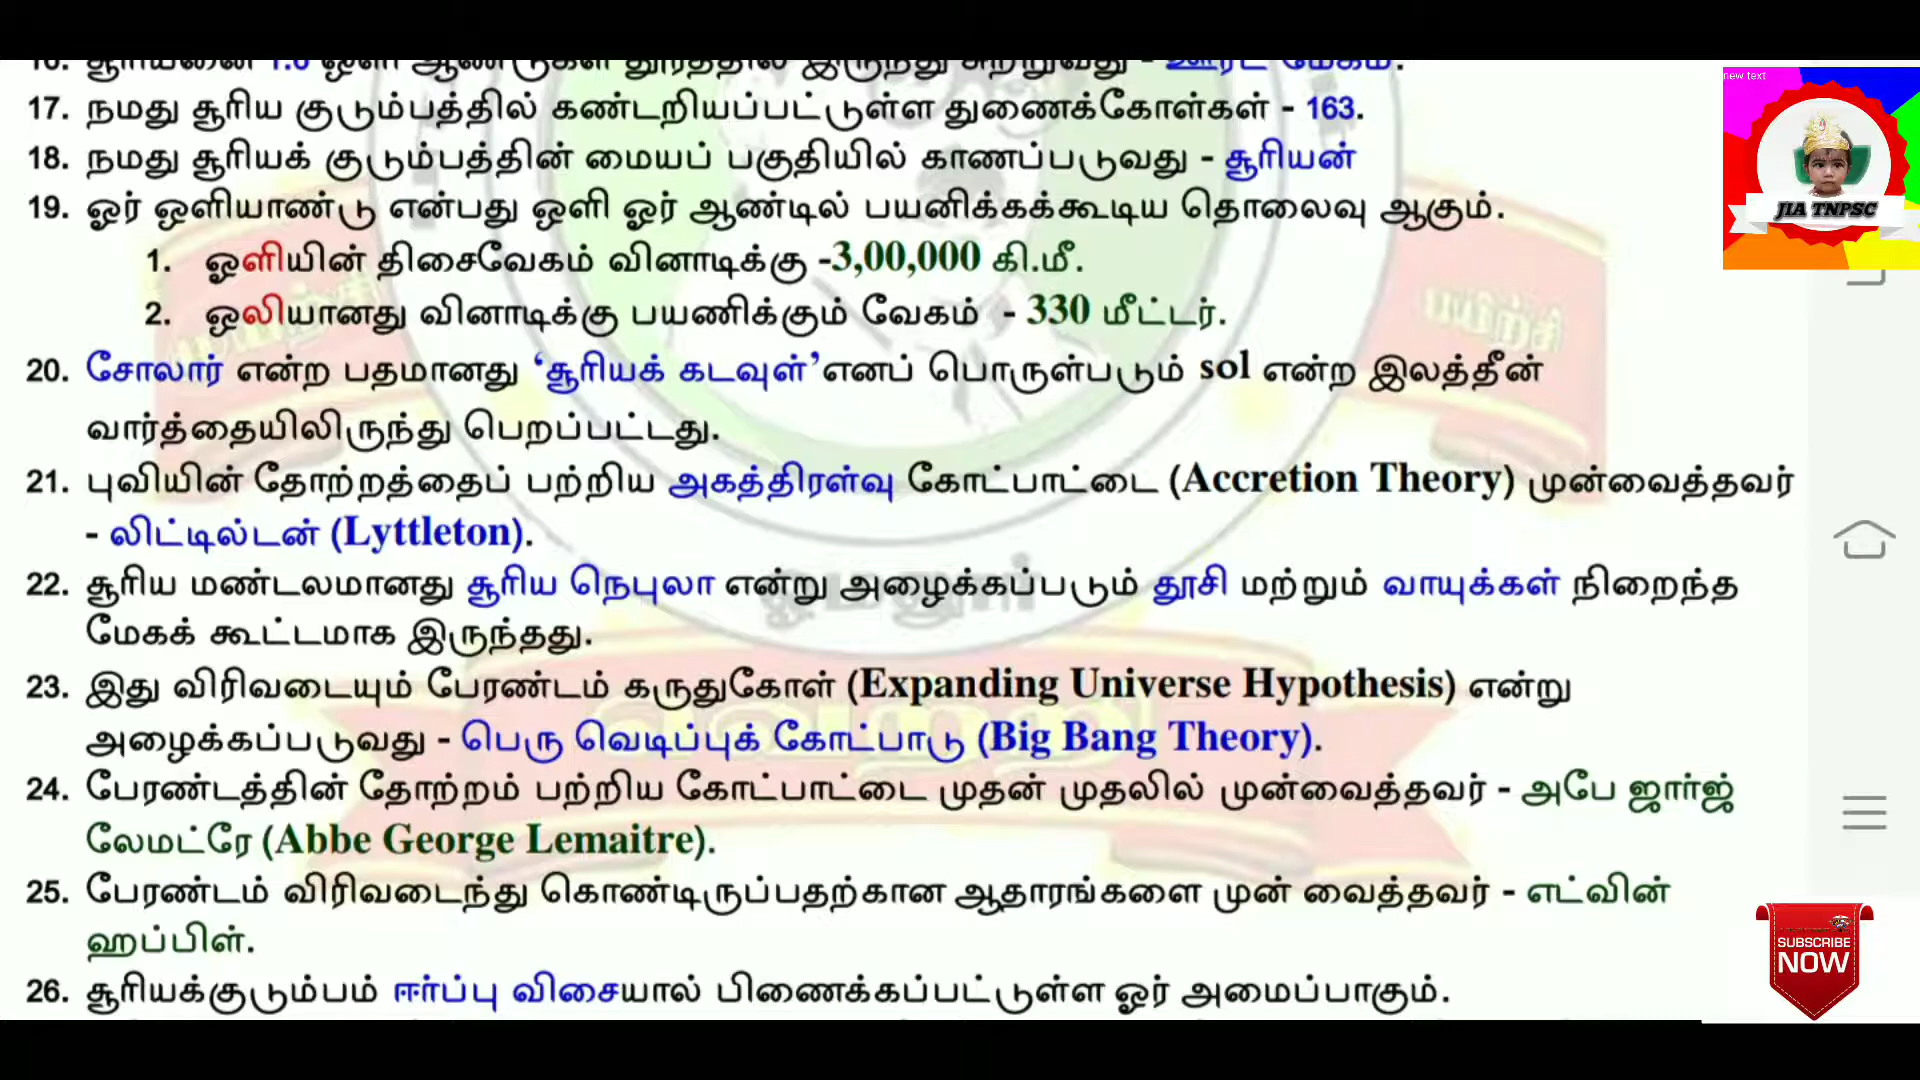 17. நமது சூரிய குடும்பத்தில் கண்டறியப்பட்டுள்ள துணைக்கோள்கள் - 163.
18. நமது சூரியக் குடும்பத்தின் மையப் பகுதியில் காணப்படுவது - சூரியன்
19. ஓர் ஒளியாண்டு என்பது ஒளி ஓர் ஆண்டில் பயனிக்கக்கூடிய தொலைவு ஆகும்.
1. ஓளியின் திசைவேகம் வினாடிக்கு -3,00,000 கி.மீ.
2. ஒலியானது வினாடிக்கு பயணிக்கும் வேகம் - 330 மீட்டர்.
20. சோலார் என்ற பதமானது ‘சூரியக் கடவுள்’எனப் பொருள்படும் sol என்ற இலத்தீன்
வார்த்தையிலிருந்து பெறப்பட்டது.
21. புவியின் தோற்றத்தைப் பற்றிய அகத்திரள்வு கோட்பாட்டை (Accretion Theory) முன்வைத்தவர்
- லிட்டில்டன் (Lyttleton).
22. சூரிய மண்டலமானது சூரிய நெபுலா என்று அழைக்கப்படும் தூசி மற்றும் வாயுக்கள் நிறைந்த
மேகக் கூட்டமாக இருந்தது.
23. இது விரிவடையும் பேரண்டம் கருதுகோள் (Expanding Universe Hypothesis) என்று
அழைக்கப்படுவது - பெரு வெடிப்புக் கோட்பாடு (Big Bang Theory).
24. பேரண்டத்தின் தோற்றம் பற்றிய கோட்பாட்டை முதன் முதலில் முன்வைத்தவர் - அபே ஜார்ஜ்
லேமட்ரே (Abbe George Lemaitre).
25. பேரண்டம் விரிவடைந்து கொண்டிருப்பதற்கான ஆதாரங்களை முன் வைத்தவர் - எட்வின்
ஹப்பிள்.
26. சூரியக்குடும்பம் ஈர்ப்பு விசையால் பிணைக்கப்பட்டுள்ள ஓர் அமைப்பாகும்.
new text
JIA TNPSC
SUBSCRIBE
NOW